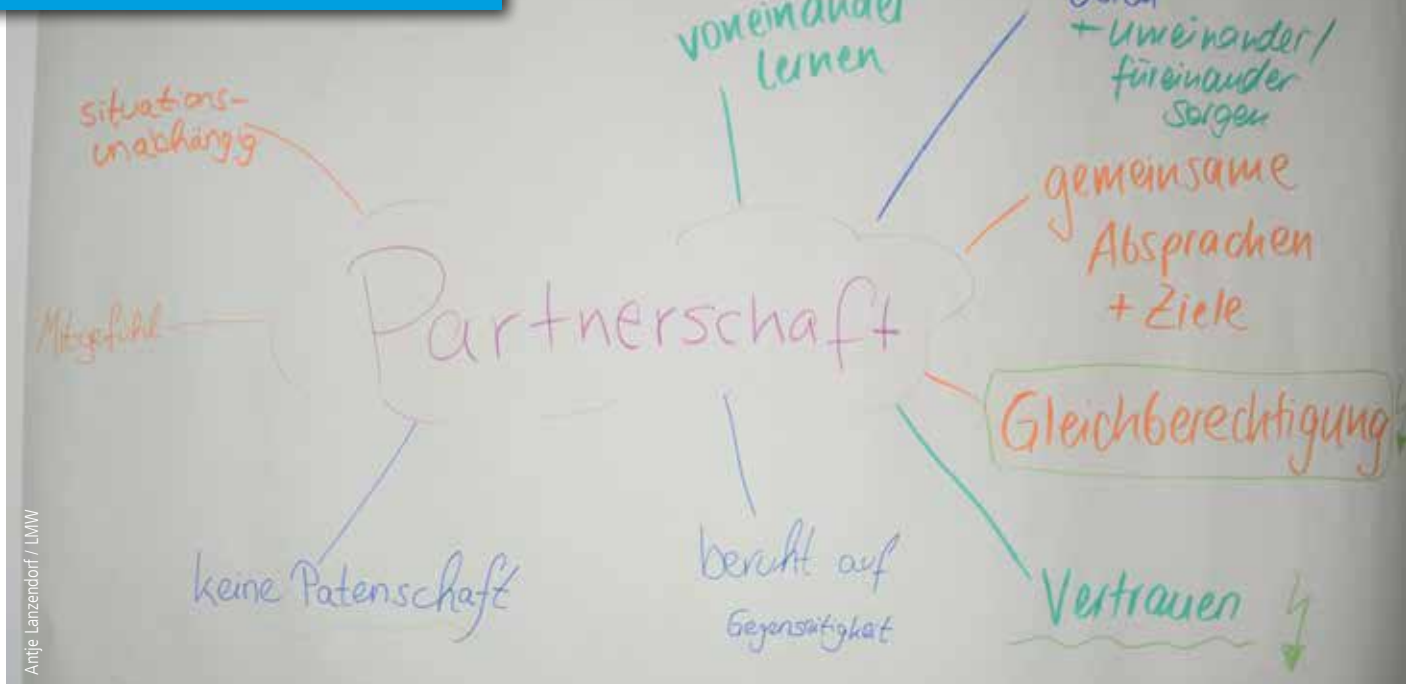 voneinander
lernen
+ umeinander/
füreinander
sorgen
situations-
unabhängig
gemeinsame
Absprachen
+ Ziele
Mitgefühl
Partnerschaft
Gleichberechtigung
keine Patenschaft
beruht auf
Gegenseitigkeit
Vertrauen
Antje Lanzendorf / LMW